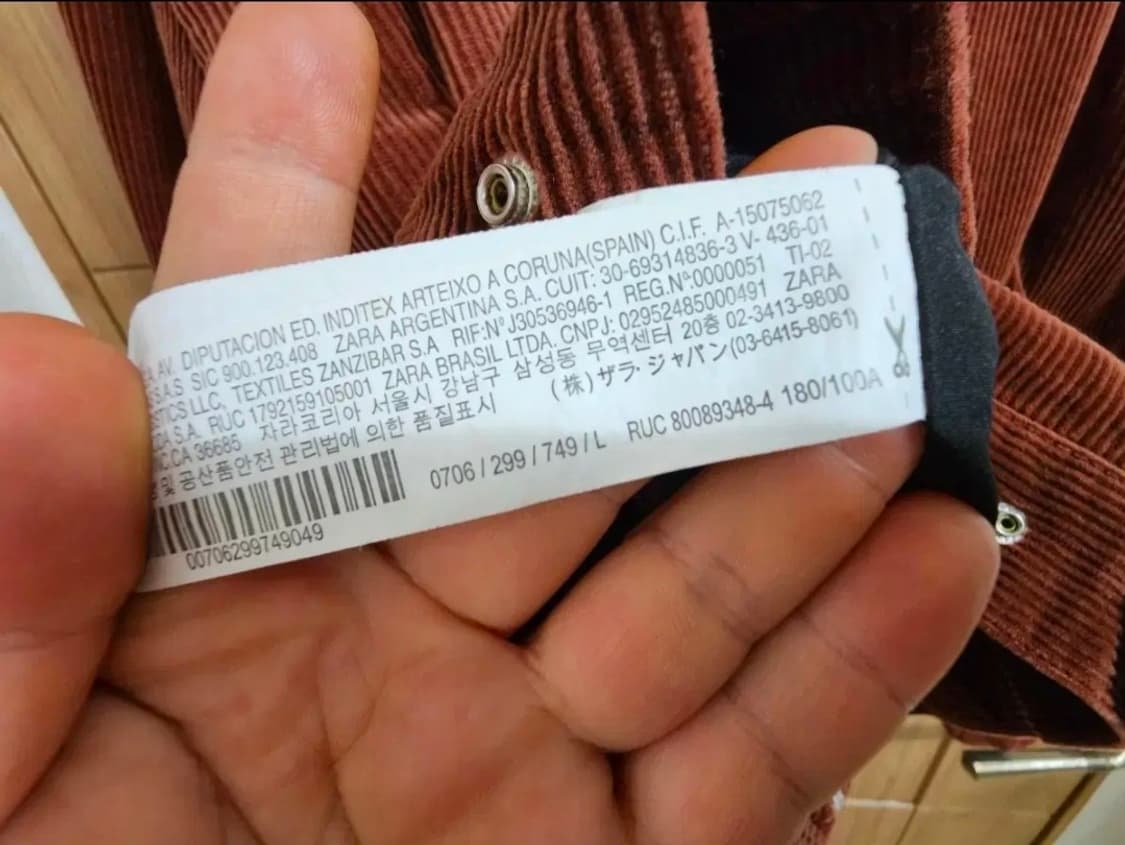 AV. DIPUTACION ED. INDITEX ARTEIXO A CORUNA(SPAIN) C.I.F. A-15075062
S.A.S SIC 900.123.408 ZARA ARGENTINA S.A. CUIT: 30-69314836-3 V- 436-01
LLC, TEXTILES ZANZIBAR S.A RIF:Nº J30536946-1 REG.Nº:0000051 TI-02
S.A. RUC 1792159105001 ZARA BRASIL LTDA. CNPJ: 02952485000491 ZARA
CA 36685 자라코리아 서울시 강남구 삼성동 무역센터 20층 02-3413-9800
및 공산품안전 관리법에 의한 품질표시 (株)ザラ・ジャパン(03-6415-8061)
0706 / 299 / 749 / L RUC 80089348-4 180/100A
00706299749049